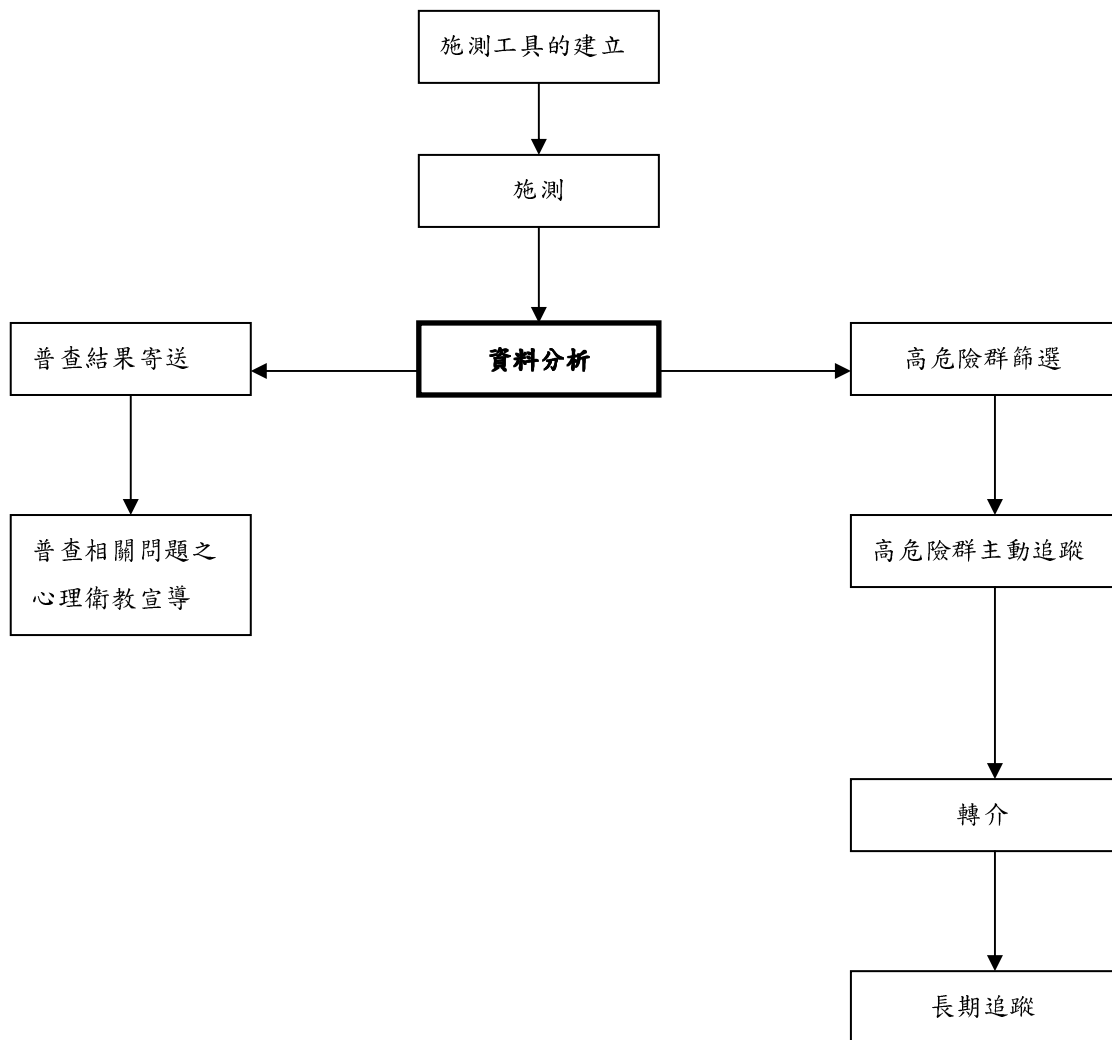 施測工具的建立
施測
資料分析
普查結果寄送
普查相關問題之
心理衛教宣導
高危險群篩選
高危險群主動追蹤
轉介
長期追蹤